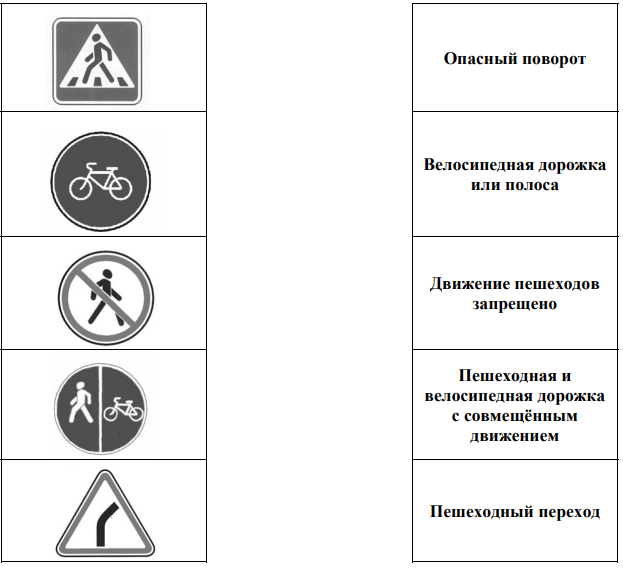 Опасный поворот
Велосипедная дорожка
или полоса
Движение пешеходов
запрещено
Пешеходная и
велосипедная дорожка
с совмещённым
движением
Пешеходный переход